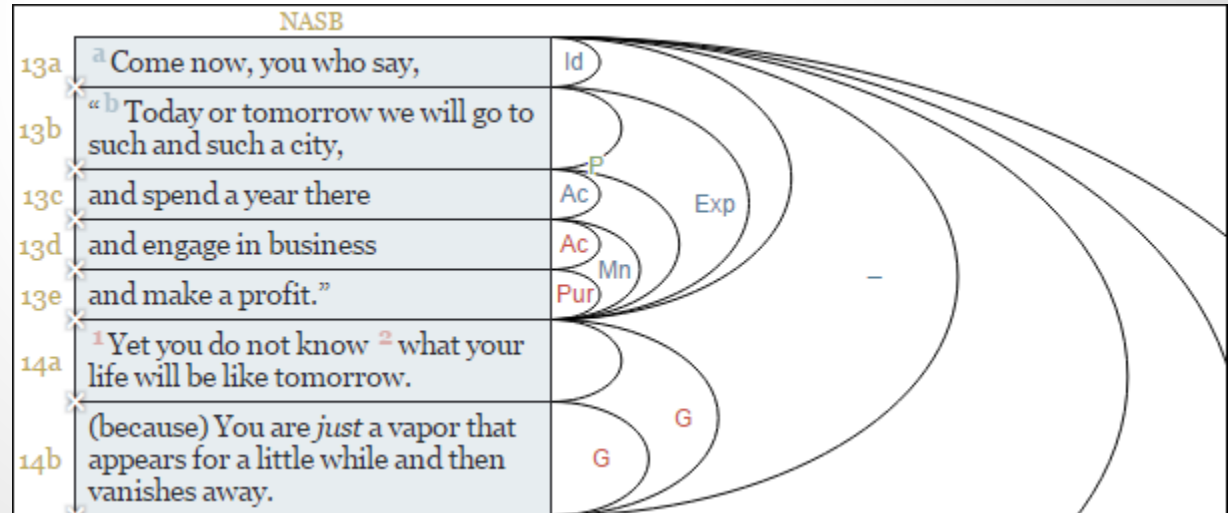 NASB
13a a Come now, you who say, Id
13b “b Today or tomorrow we will go to
such and such a city,
P
13c and spend a year there Ac Exp
13d and engage in business Ac
Mn
–
13e and make a profit.” Pur
14a 1 Yet you do not know 2 what your
life will be like tomorrow.
(because) You are just a vapor that G
14b appears for a little while and then G
vanishes away.